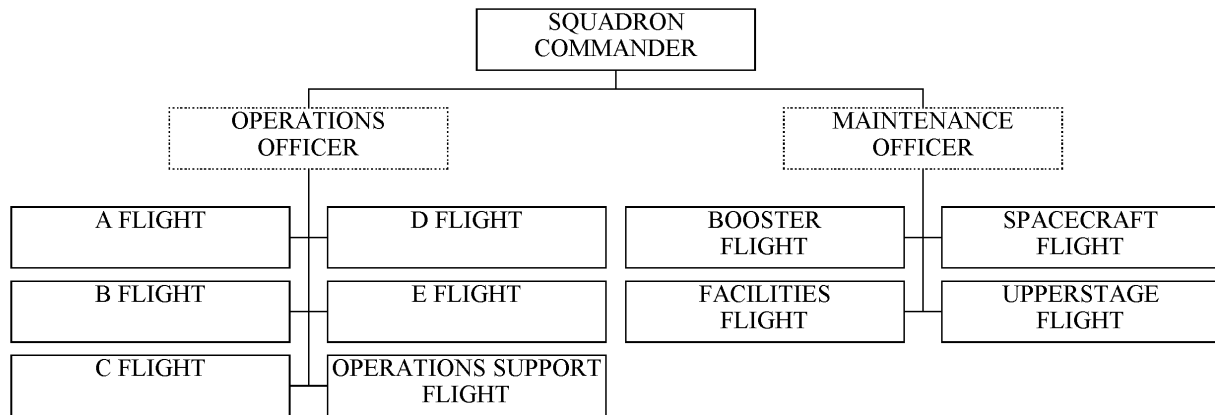 SQUADRON
COMMANDER
OPERATIONS
OFFICER
MAINTENANCE
OFFICER
A FLIGHT
D FLIGHT
BOOSTER
FLIGHT
SPACECRAFT
FLIGHT
B FLIGHT
E FLIGHT
FACILITIES
FLIGHT
UPPERSTAGE
FLIGHT
C FLIGHT
OPERATIONS SUPPORT
FLIGHT